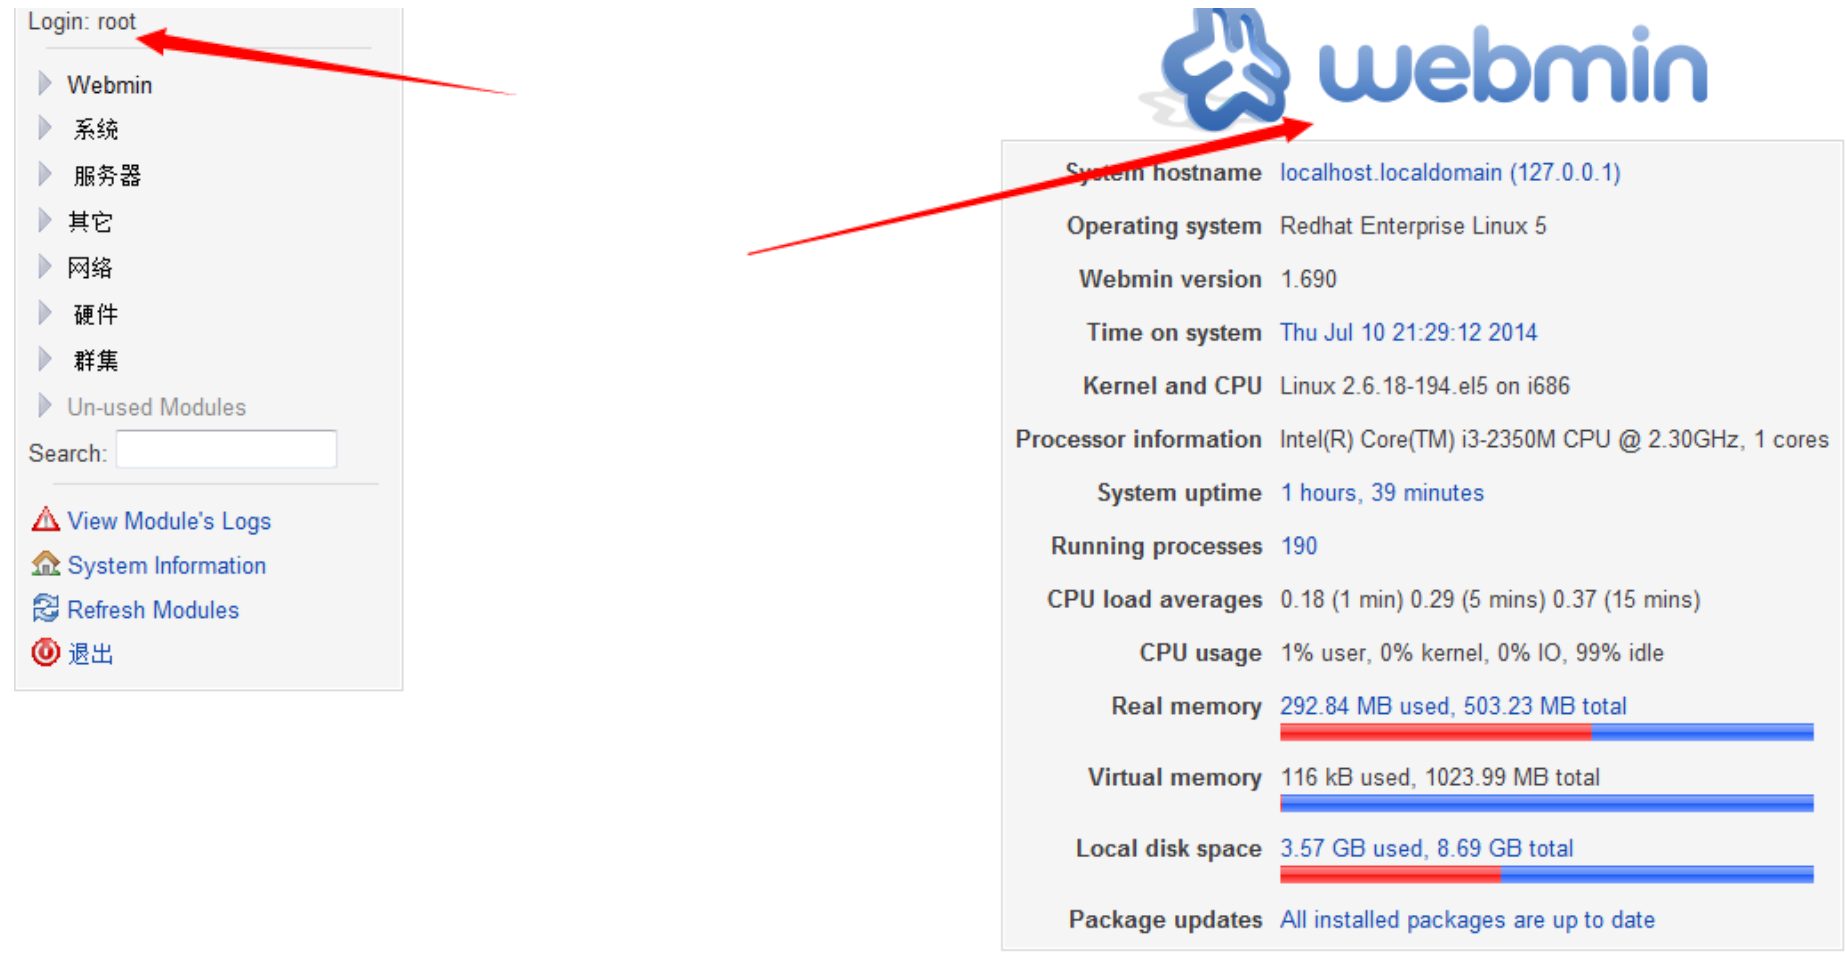 Login: root
Webmin
系统
服务器
其它
网络
硬件
群集
Un-used Modules
Search:
View Module's Logs
System Information
Refresh Modules
退出
webmin
System hostname localhost.localdomain (127.0.0.1)
Operating system Redhat Enterprise Linux 5
Webmin version 1.690
Time on system Thu Jul 10 21:29:12 2014
Kernel and CPU Linux 2.6.18-194.el5 on i686
Processor information Intel(R) Core(TM) i3-2350M CPU @ 2.30GHz, 1 cores
System uptime 1 hours, 39 minutes
Running processes 190
CPU load averages 0.18 (1 min) 0.29 (5 mins) 0.37 (15 mins)
CPU usage 1% user, 0% kernel, 0% IO, 99% idle
Real memory 292.84 MB used, 503.23 MB total
Virtual memory 116 kB used, 1023.99 MB total
Local disk space 3.57 GB used, 8.69 GB total
Package updates All installed packages are up to date